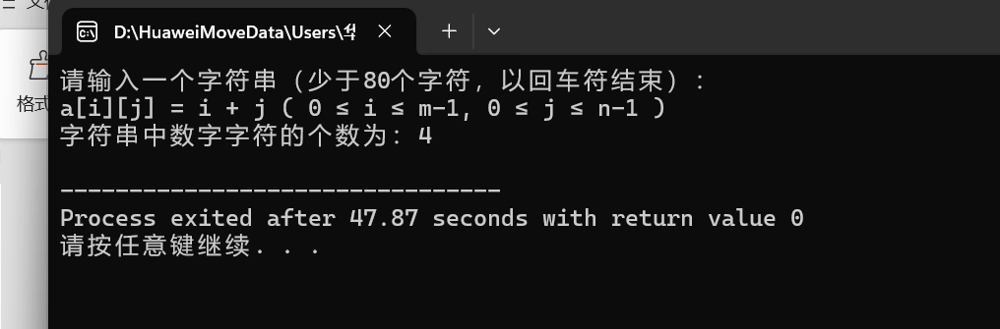 D:\HuaweiMoveData\Users\华
格式
请输入一个字符串（少于80个字符，以回车符结束）：
a[i][j] = i + j ( 0 ≤ i ≤ m-1, 0 ≤ j ≤ n-1 )
字符串中数字字符的个数为：4
--------------------------------
Process exited after 47.87 seconds with return value 0
请按任意键继续. . .